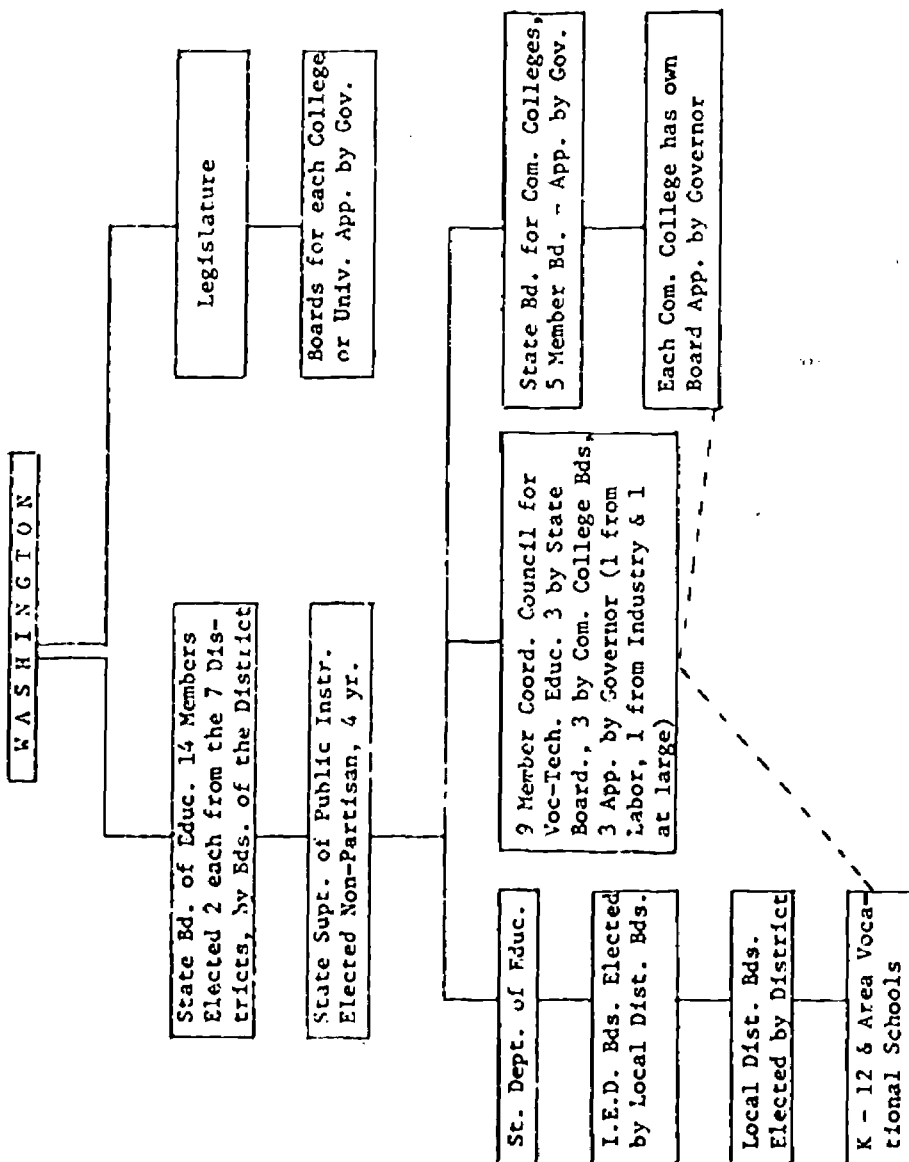 W A S H I N G T O N
State Bd. of Educ. 14 Members
Elected 2 each from the 7 Dis-
tricts, by Bds. of the District
Legislature
State Supt. of Public Instr.
Elected Non-Partisan, 4 yr.
Boards for each College
or Univ. App. by Gov.
St. Dept. of Educ.
9 Member Coord. Council for
Voc-Tech. Educ. 3 by State
Board., 3 by Com. College Bds,
3 App. by Governor (1 from
Labor, 1 from Industry & 1
at large)
State Bd. for Com. Colleges,
5 Member Bd. - App. by Gov.
I.E.D. Bds. Elected
by Local Dist. Bds.
Each Com. College has own
Board App. by Governor
Local Dist. Bds.
Elected by District
K - 12 & Area Voca-
tional Schools